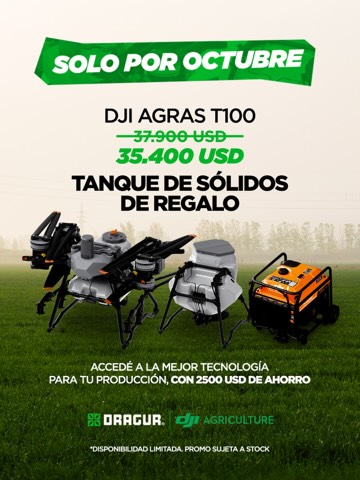 SOLO POR OCTUBRE
DJI AGRAS T100
37.900 USD
35.400 USD
TANQUE DE SÓLIDOS
DE REGALO
ACCEDÉ A LA MEJOR TECNOLOGÍA
PARA TU PRODUCCIÓN, CON 2500 USD DE AHORRO
DRAGUR® dji AGRICULTURE
*DISPONIBILIDAD LIMITADA. PROMO SUJETA A STOCK